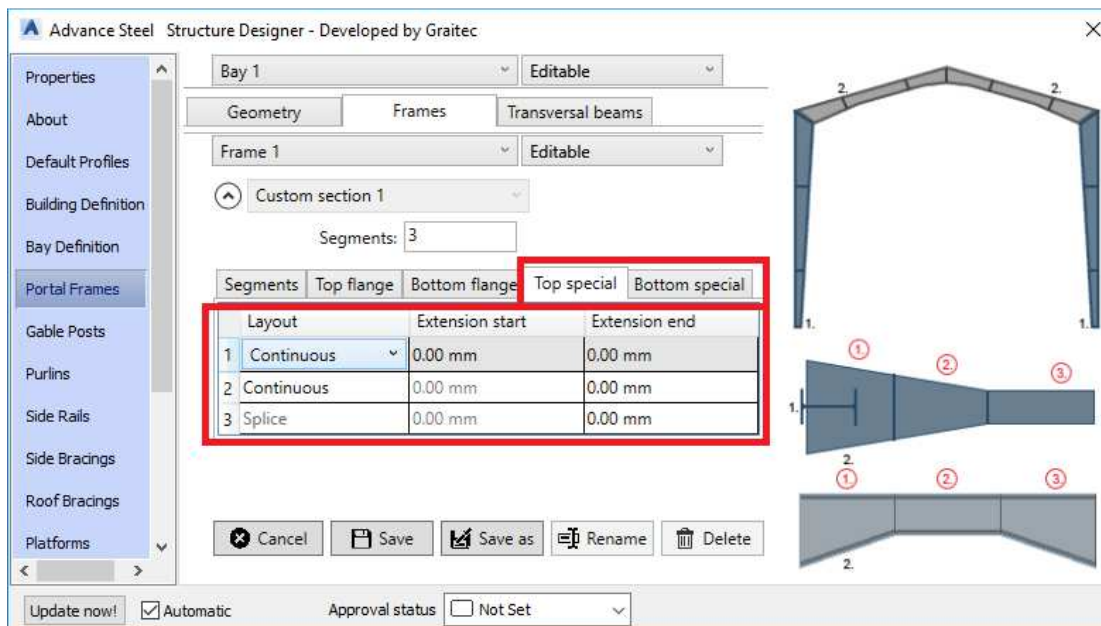 Advance Steel Structure Designer - Developed by Graitec
Properties
About
Default Profiles
Building Definition
Bay Definition
Portal Frames
Gable Posts
Purlins
Side Rails
Side Bracings
Roof Bracings
Platforms
Bay 1 Editable
Geometry Frames Transversal beams
Frame 1 Editable
Custom section 1
Segments: 3
Segments Top flange Bottom flange Top special Bottom special
Layout Extension start Extension end
1 Continuous 0.00 mm 0.00 mm
2 Continuous 0.00 mm 0.00 mm
3 Splice 0.00 mm 0.00 mm
Cancel Save Save as Rename Delete
2. 2.
1. 1.
1. 2. 3.
1.
2.
1. 2. 3.
2.
Update now! Automatic Approval status Not Set